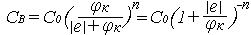 C_B = C_0(φ_K / (|e| + φ_K))^n = C_0(1 + |e| / φ_K)^{-n}